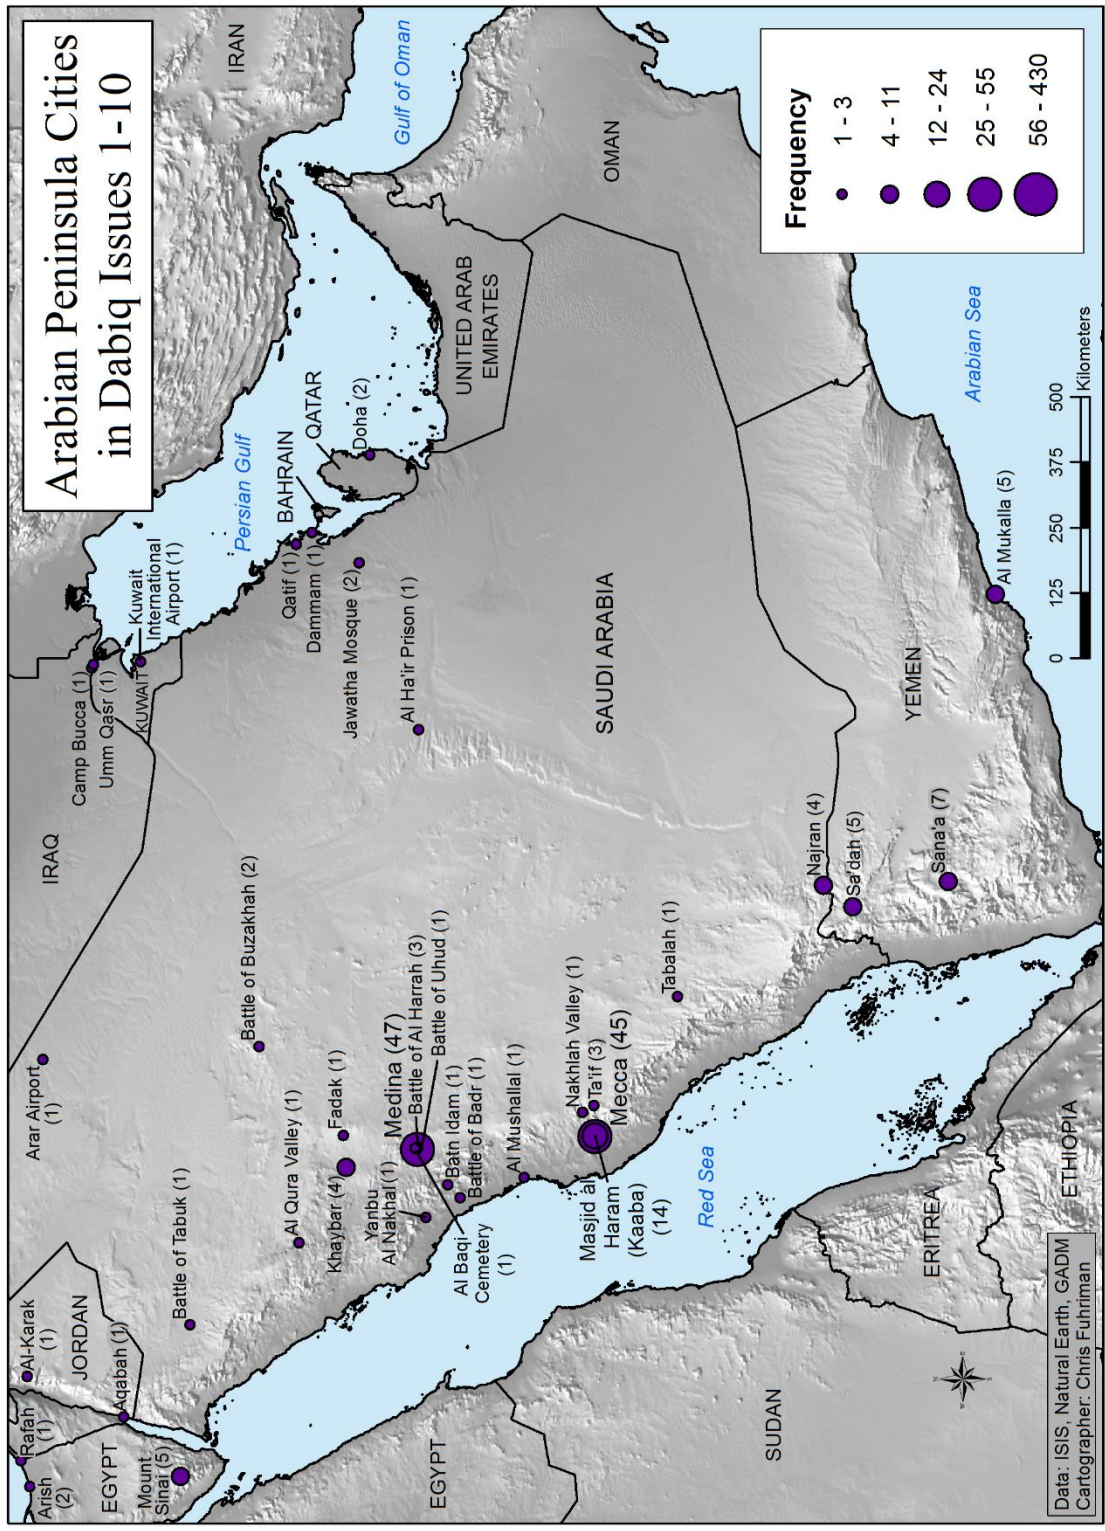 Arabian Peninsula Cities
in Dabiq Issues 1-10
Frequency
1 - 3
4 - 11
12 - 24
25 - 55
56 - 430
Rafah
(1)
Al-Karak
(1)
Arish
(2)
Arar Airport
(1)
IRAQ
Camp Bucca (1)
Umm Qasr (1)
KUWAIT
Kuwait
International
Airport (1)
IRAN
EGYPT
JORDAN
Aqabah (1)
Mount
Sinai (5)
Battle of Tabuk (1)
Battle of Buzakhah (2)
Persian Gulf
BAHRAIN
QATAR
Doha (2)
Gulf of Oman
Qatif (1)
Dammam (1)
Jawatha Mosque (2)
Al Ha'ir Prison (1)
Al Qura Valley (1)
Fadak (1)
Khaybar (4)
Medina (47)
Battle of Al Harrah (3)
Battle of Uhud (1)
Yanbu
Al Nakhal (1)
Batn Idam (1)
Battle of Badr (1)
Al Baqi
Cemetery
(1)
Al Mushallal (1)
UNITED ARAB
EMIRATES
OMAN
EGYPT
Nakhlah Valley (1)
Ta'if (3)
Mecca (45)
Masjid al
Haram
(Kaaba)
(14)
SAUDI ARABIA
Tabalah (1)
Red Sea
SUDAN
Najran (4)
Sa'dah (5)
Sana'a (7)
YEMEN
Al Mukalla (5)
Arabian Sea
ERITREA
ETHIOPIA
0 125 250 375 500
Kilometers
N
E
S
W
Data: ISIS, Natural Earth, GADM
Cartographer: Chris Fuhriman